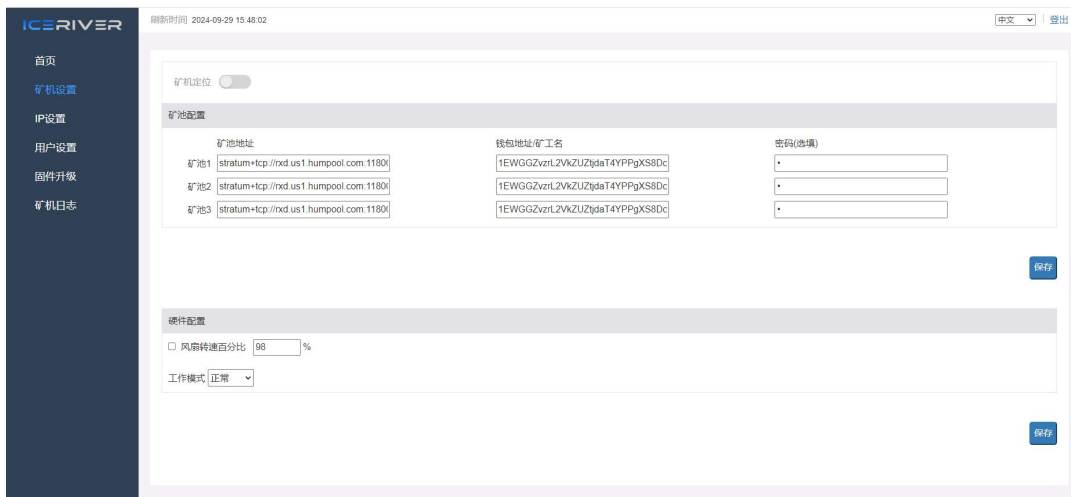 ICERIVER
刷新时间 2024-09-29 15:48:02
中文
登出
首页
矿机设置
IP设置
用户设置
固件升级
矿机日志
矿机定位
矿池配置
矿池地址 钱包地址/矿工名 密码(选填)
矿池1 stratum+tcp://rxd.us1.humpool.com:1180 1EWGGZvzrL2VkZUZtjdaT4YPPgXS8Dc •
矿池2 stratum+tcp://rxd.us1.humpool.com:1180 1EWGGZvzrL2VkZUZtjdaT4YPPgXS8Dc •
矿池3 stratum+tcp://rxd.us1.humpool.com:1180 1EWGGZvzrL2VkZUZtjdaT4YPPgXS8Dc •
保存
硬件配置
风扇转速百分比 98 %
工作模式 正常
保存